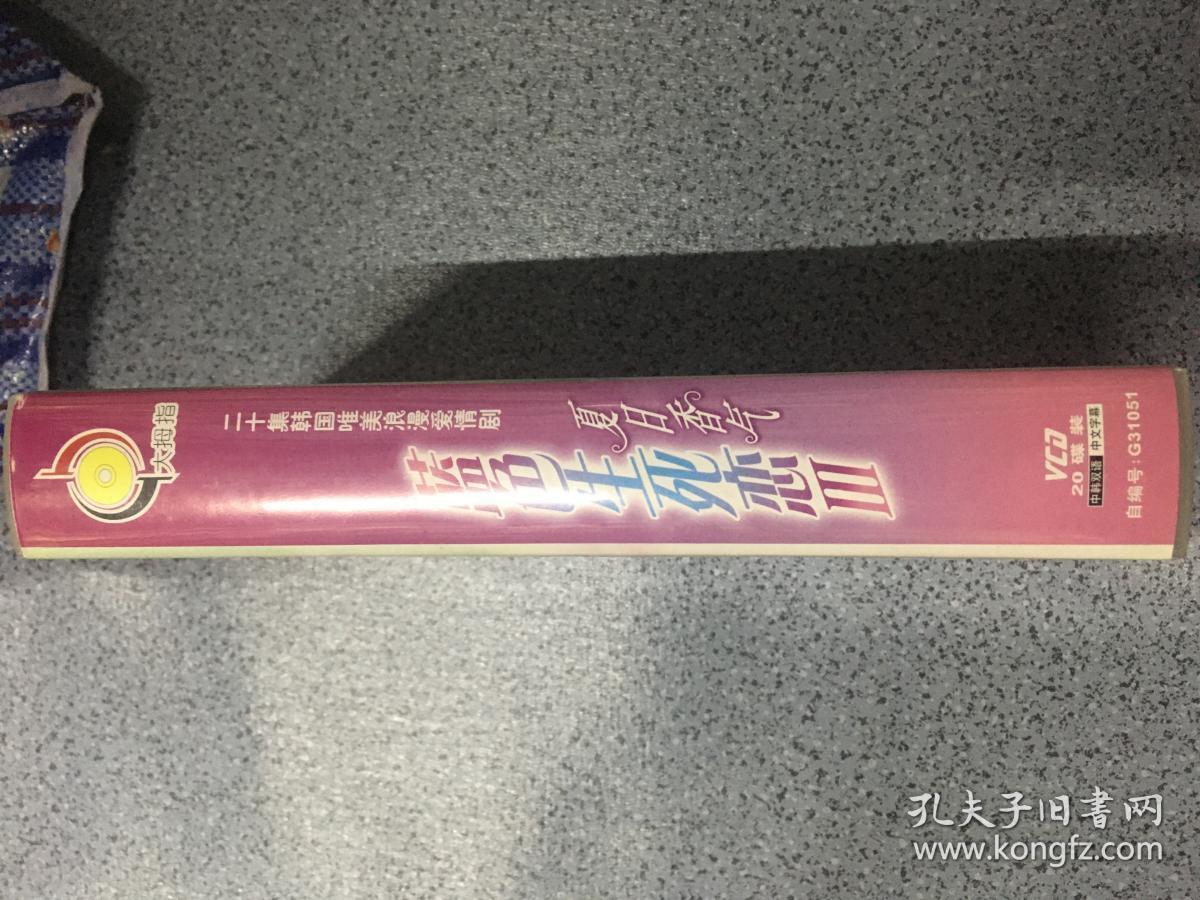 大拇指
二十集韩国唯美浪漫爱情剧
夏日香气
蓝色生死恋III
VCD
20碟装
中韩双语 中文字幕
自编号:G31051
孔夫子旧書网
www.kongfz.com